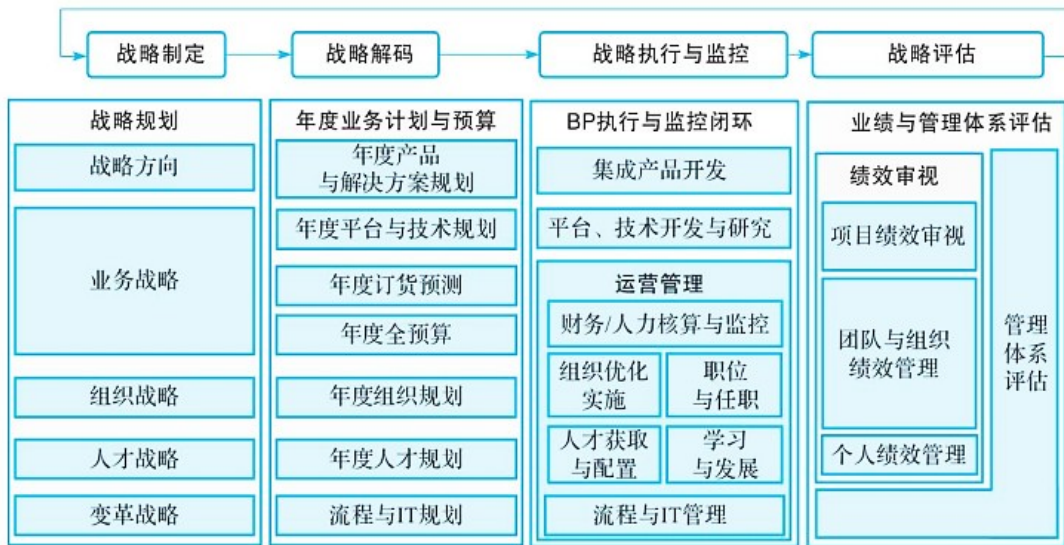 战略制定
战略解码
战略执行与监控
战略评估
战略规划
战略方向
业务战略
组织战略
人才战略
变革战略
年度业务计划与预算
年度产品
与解决方案规划
年度平台与技术规划
年度订货预测
年度全预算
年度组织规划
年度人才规划
流程与IT规划
BP执行与监控闭环
集成产品开发
平台、技术开发与研究
运营管理
财务/人力核算与监控
组织优化
实施
职位
与任职
人才获取
与配置
学习
与发展
流程与IT管理
业绩与管理体系评估
绩效审视
项目绩效审视
团队与组织
绩效管理
个人绩效管理
管理
体系
评估